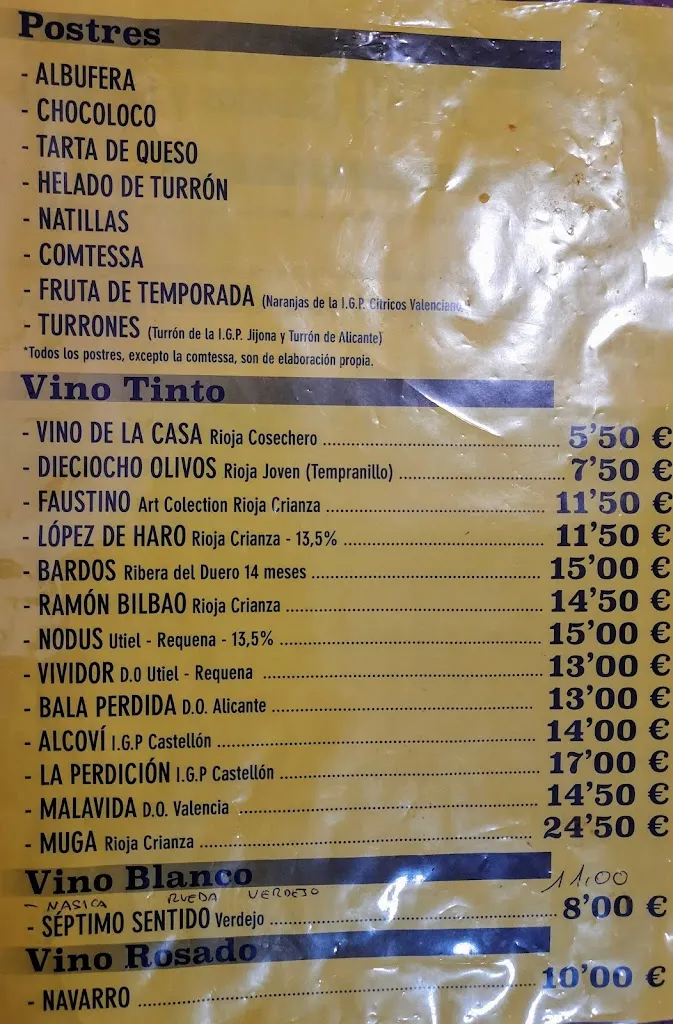 Postres
- ALBUFERA
- CHOCOLOCO
- TARTA DE QUESO
- HELADO DE TURRÓN
- NATILLAS
- COMTESSA
- FRUTA DE TEMPORADA (Naranjas de la I.G.P. Cítricos Valencianos)
- TURRONES (Turrón de la I.G.P. Jijona y Turrón de Alicante)
*Todos los postres, excepto la comtessa, son de elaboración propia.
Vino Tinto
- VINO DE LA CASA Rioja Cosechero 5'50 €
- DIECIOCHO OLIVOS Rioja Joven (Tempranillo) 7'50 €
- FAUSTINO Art Colection Rioja Crianza 11'50 €
- LÓPEZ DE HARO Rioja Crianza - 13,5% 11'50 €
- BARDOS Ribera del Duero 14 meses 15'00 €
- RAMÓN BILBAO Rioja Crianza 14'50 €
- NODUS Utiel - Requena - 13,5% 15'00 €
- VIVIDOR D.O Utiel - Requena 13'00 €
- BALA PERDIDA D.O. Alicante 13'00 €
- ALCOVÍ I.G.P Castellón 14'00 €
- LA PERDICIÓN I.G.P Castellón 17'00 €
- MALAVIDA D.O. Valencia 14'50 €
- MUGA Rioja Crianza 24'50 €
Vino Blanco
- NASICA RUEDA VERDEJO 11,00
- SÉPTIMO SENTIDO Verdejo 8'00 €
Vino Rosado
- NAVARRO 10'00 €